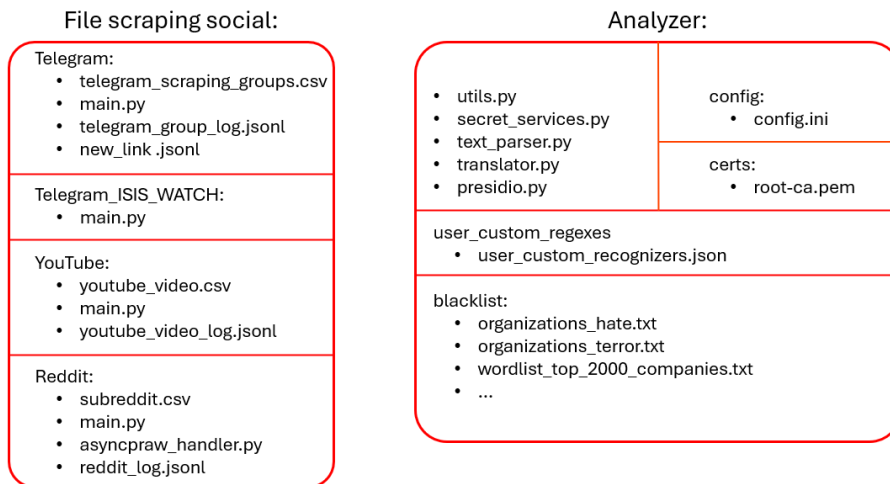 File scraping social:
Telegram:
• telegram_scraping_groups.csv
• main.py
• telegram_group_log.jsonl
• new_link .jsonl
Telegram_ISIS_WATCH:
• main.py
YouTube:
• youtube_video.csv
• main.py
• youtube_video_log.jsonl
Reddit:
• subreddit.csv
• main.py
• asyncpraw_handler.py
• reddit_log.jsonl
Analyzer:
• utils.py
• secret_services.py
• text_parser.py
• translator.py
• presidio.py
config:
• config.ini
certs:
• root-ca.pem
user_custom_regexes
• user_custom_recognizers.json
blacklist:
• organizations_hate.txt
• organizations_terror.txt
• wordlist_top_2000_companies.txt
• ...